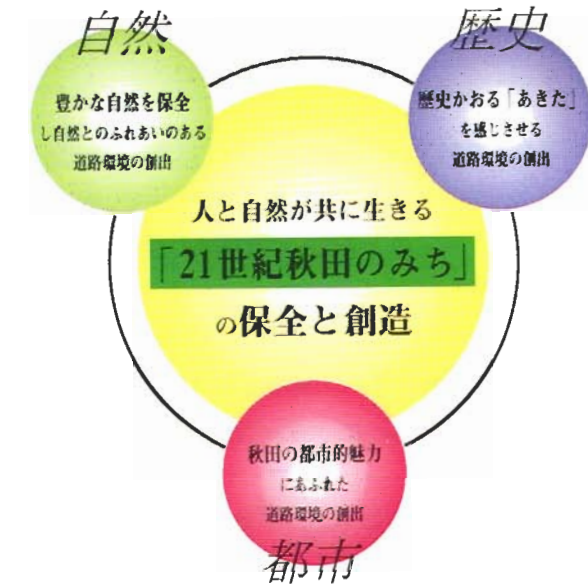 自然
豊かな自然を保全
し自然とのふれあいのある
道路環境の創出
歴史
歴史かおる「あきた」
を感じさせる
道路環境の創出
人と自然が共に生きる
「21世紀秋田のみち」
の保全と創造
秋田の都市的魅力
にあふれた
道路環境の創出
都市